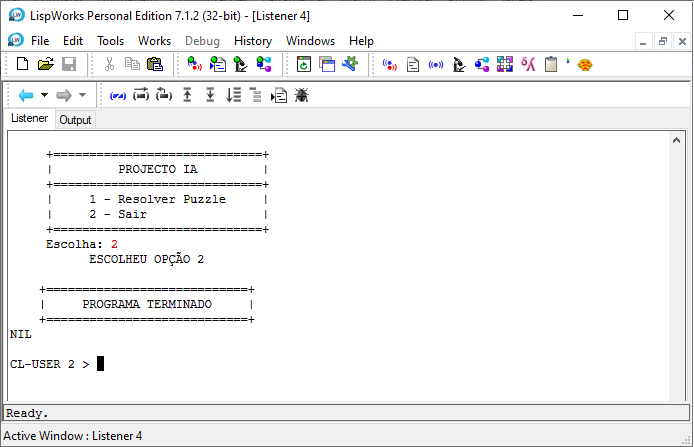 LispWorks Personal Edition 7.1.2 (32-bit) - [Listener 4]
File Edit Tools Works Debug History Windows Help
Listener Output
+=============================+
|         PROJECTO IA         |
+=============================+
|     1 - Resolver Puzzle     |
|     2 - Sair                |
+=============================+
Escolha: 2
ESCOLHEU OPÇÃO 2
+===========================+
|     PROGRAMA TERMINADO     |
+===========================+
NIL
CL-USER 2 >
Ready.
Active Window : Listener 4